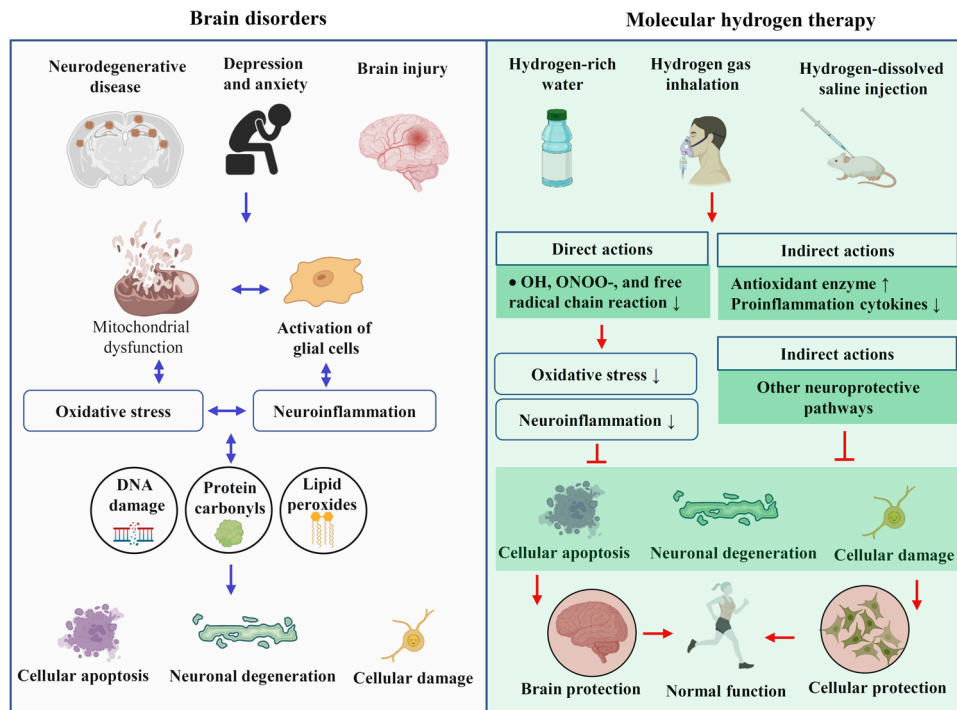 Brain disorders
Neurodegenerative
disease
Depression
and anxiety
Brain injury
Mitochondrial
dysfunction
Activation of
glial cells
Oxidative stress
Neuroinflammation
DNA
damage
Protein
carbonyls
Lipid
peroxides
Cellular apoptosis
Neuronal degeneration
Cellular damage
Molecular hydrogen therapy
Hydrogen-rich
water
Hydrogen gas
inhalation
Hydrogen-dissolved
saline injection
Direct actions
• OH, ONOO-, and free
radical chain reaction ↓
Indirect actions
Antioxidant enzyme ↑
Proinflammation cytokines ↓
Oxidative stress ↓
Neuroinflammation ↓
Indirect actions
Other neuroprotective
pathways
Cellular apoptosis
Neuronal degeneration
Cellular damage
Brain protection
Normal function
Cellular protection